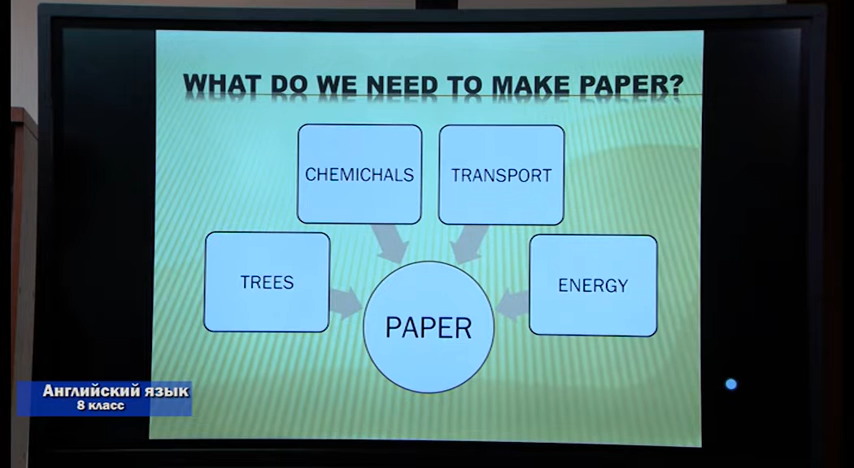 WHAT DO WE NEED TO MAKE PAPER?
CHEMICHALS
TRANSPORT
TREES
ENERGY
PAPER
Английский язык
8 класс